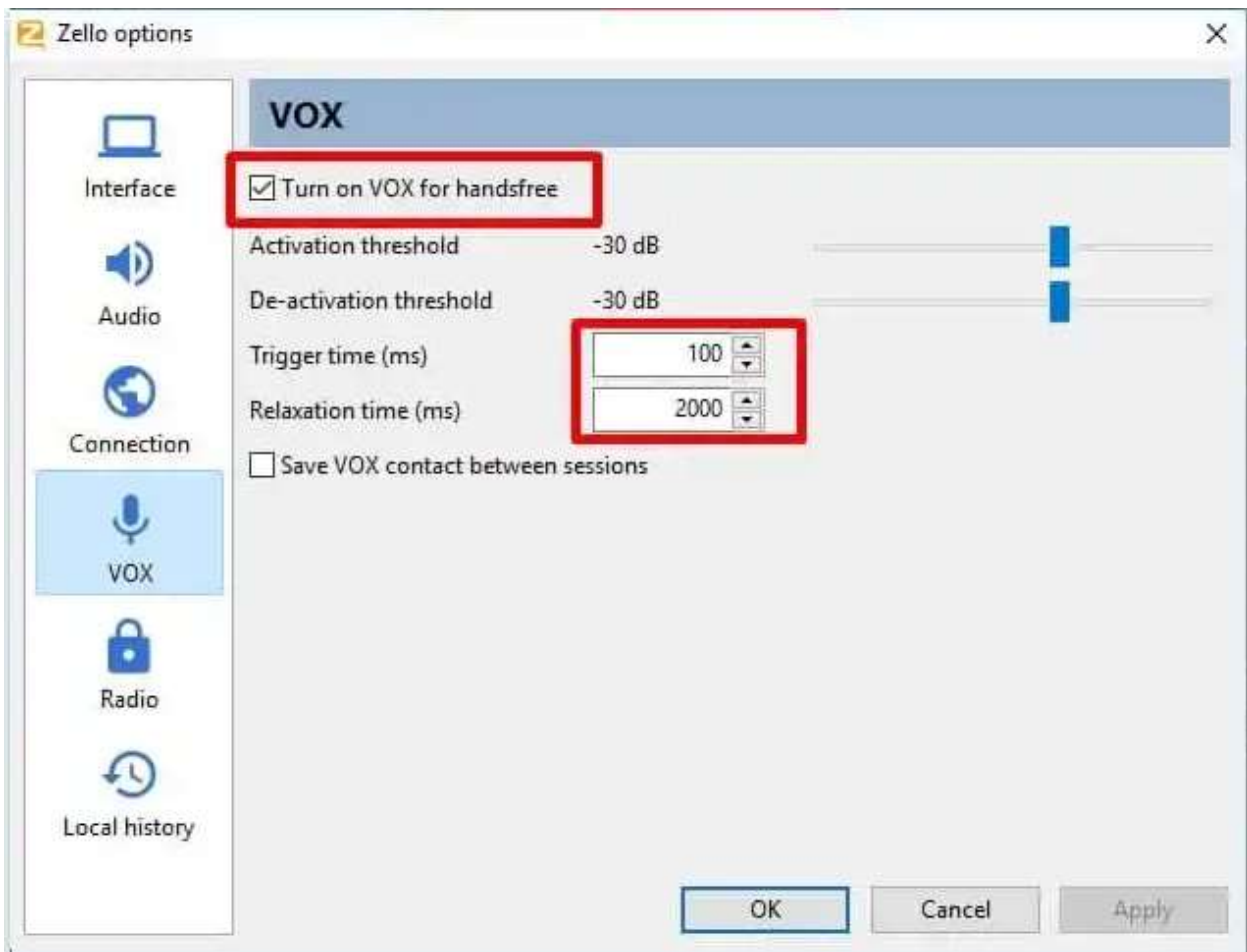 Zello options
Interface
Audio
Connection
VOX
Radio
Local history
VOX
Turn on VOX for handsfree
Activation threshold -30 dB
De-activation threshold -30 dB
Trigger time (ms) 100
Relaxation time (ms) 2000
Save VOX contact between sessions
OK Cancel Apply